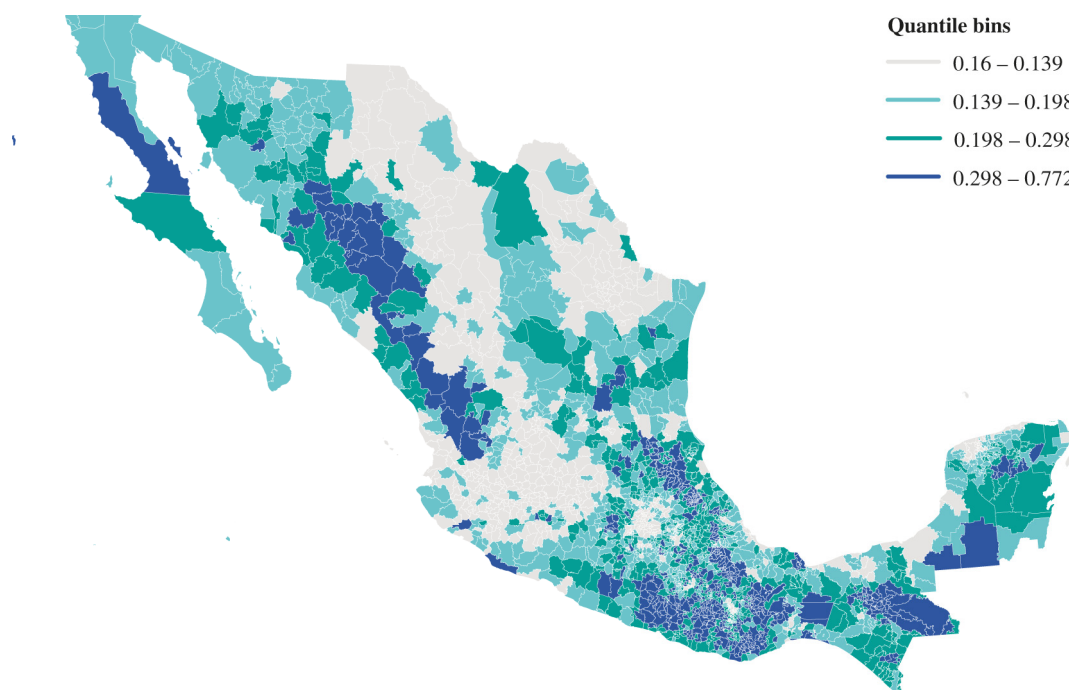 Quantile bins
0.16 – 0.139
0.139 – 0.198
0.198 – 0.298
0.298 – 0.772